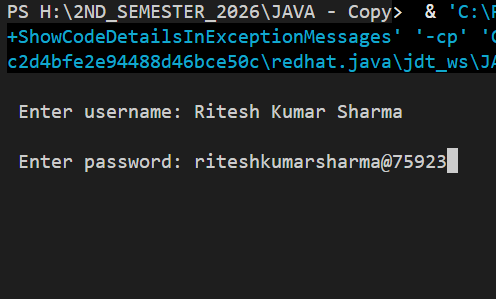 PS H:\2ND_SEMESTER_2026\JAVA - Copy>  & 'C:\
+ShowCodeDetailsInExceptionMessages' '-cp' '
c2d4bfe2e94488d46bce50c\redhat.java\jdt_ws\JA
Enter username: Ritesh Kumar Sharma
Enter password: riteshkumarsharma@75923